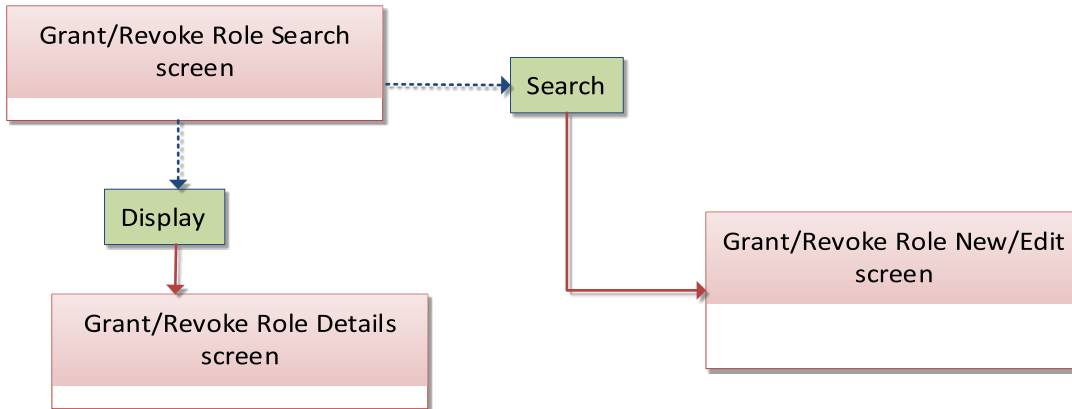 Grant/Revoke Role Search
screen
Search
Display
Grant/Revoke Role New/Edit
screen
Grant/Revoke Role Details
screen